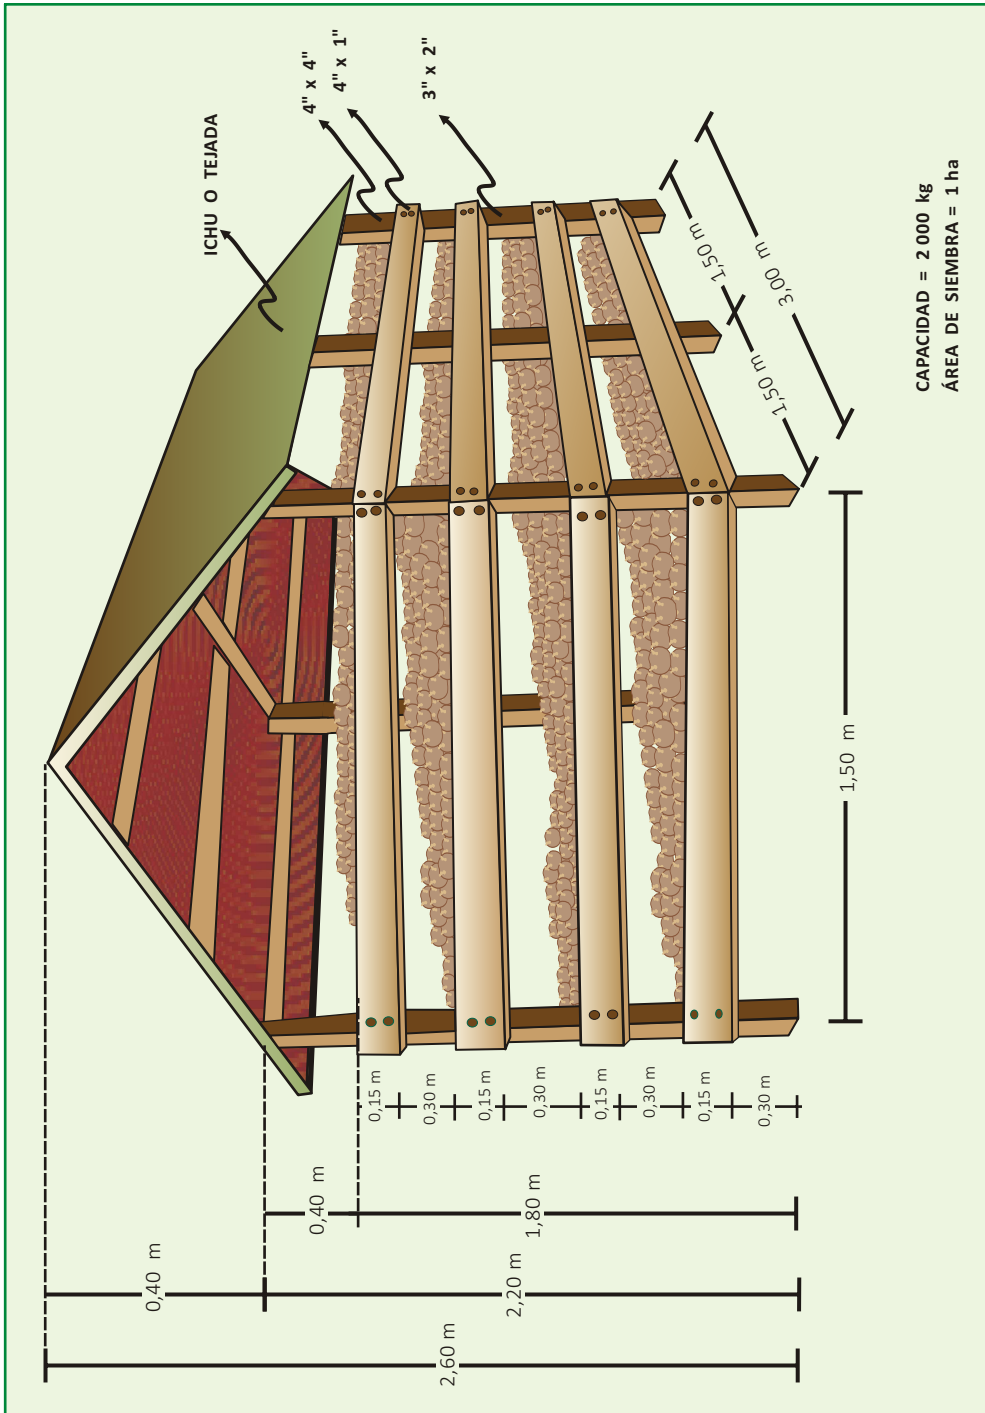 ICHU O TEJADA
4" x 4"
4" x 1"
3" x 2"
0,40 m
2,60 m
2,20 m
0,40 m
1,80 m
0,15 m
0,30 m
0,15 m
0,30 m
0,15 m
0,30 m
0,15 m
0,30 m
1,50 m
1,50 m
1,50 m
3,00 m
CAPACIDAD = 2 000 kg
ÁREA DE SIEMBRA = 1 ha